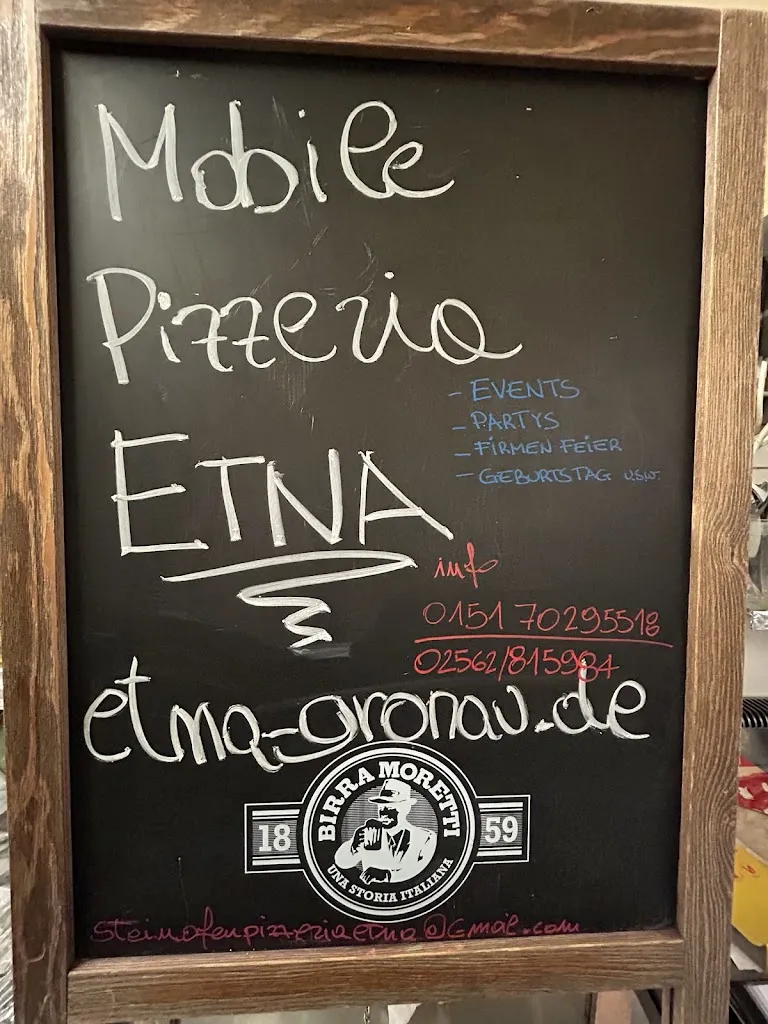 Mobile
Pizzeria
- EVENTS
- PARTYS
- FIRMEN FEIER
- GEBURTSTAG u.s.w.
ETNA
info
0151 70295518
02562/815984
etna-gronau.de
BIRRA MORETTI
18 59
UNA STORIA ITALIANA
steinofenpizzeriaetna@Gmail.com